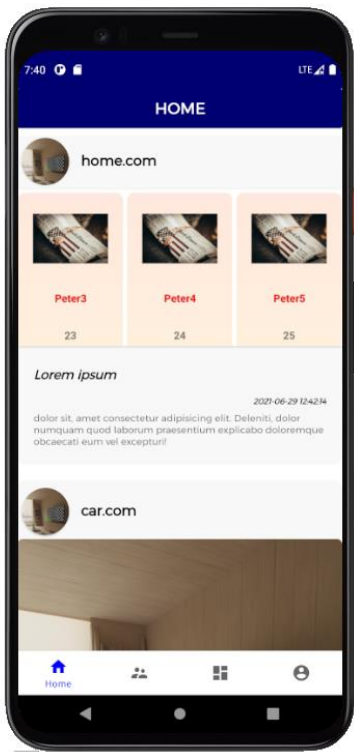 7:40 LTE
HOME
home.com
Peter3 Peter4 Peter5
23 24 25
Lorem ipsum
2021-06-29 12:42:14
dolor sit, amet consectetur adipisicing elit. Deleniti, dolor
numquam quod laborum praesentium explicabo doloremque
obcaecati eum vel excepturi!
car.com
Home